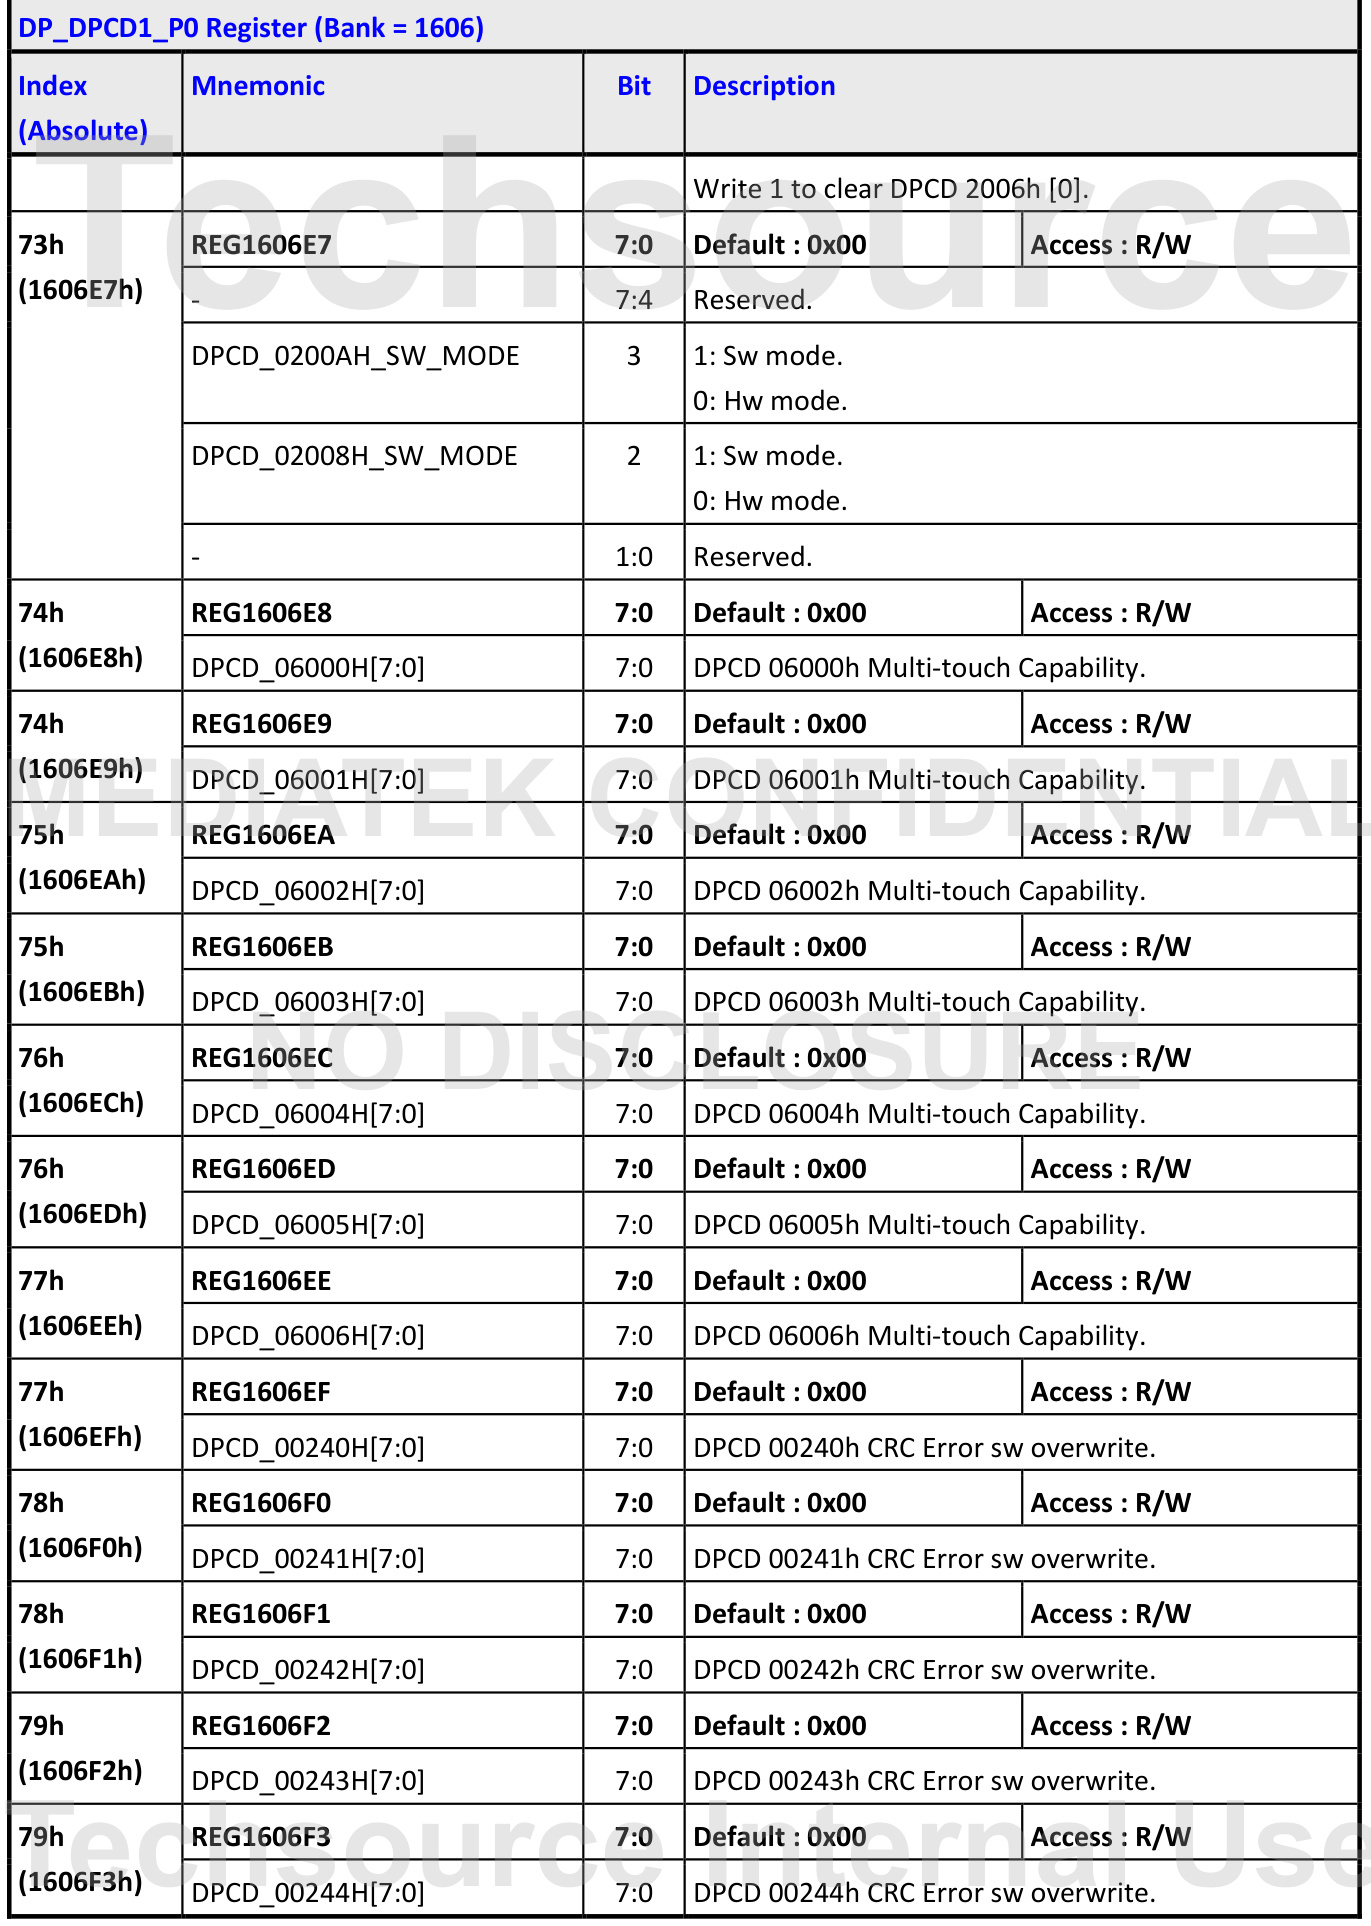 DP_DPCD1_P0 Register (Bank = 1606)
Index (Absolute) Mnemonic Bit Description
Write 1 to clear DPCD 2006h [0].
73h (1606E7h) REG1606E7 7:0 Default : 0x00 Access : R/W
- 7:4 Reserved.
DPCD_0200AH_SW_MODE 3 1: Sw mode.
0: Hw mode.
DPCD_02008H_SW_MODE 2 1: Sw mode.
0: Hw mode.
- 1:0 Reserved.
74h REG1606E8 7:0 Default : 0x00 Access : R/W
(1606E8h) DPCD_06000H[7:0] 7:0 DPCD 06000h Multi-touch Capability.
74h REG1606E9 7:0 Default : 0x00 Access : R/W
(1606E9h) DPCD_06001H[7:0] 7:0 DPCD 06001h Multi-touch Capability.
75h REG1606EA 7:0 Default : 0x00 Access : R/W
(1606EAh) DPCD_06002H[7:0] 7:0 DPCD 06002h Multi-touch Capability.
75h REG1606EB 7:0 Default : 0x00 Access : R/W
(1606EBh) DPCD_06003H[7:0] 7:0 DPCD 06003h Multi-touch Capability.
76h REG1606EC 7:0 Default : 0x00 Access : R/W
(1606ECh) DPCD_06004H[7:0] 7:0 DPCD 06004h Multi-touch Capability.
76h REG1606ED 7:0 Default : 0x00 Access : R/W
(1606EDh) DPCD_06005H[7:0] 7:0 DPCD 06005h Multi-touch Capability.
77h REG1606EE 7:0 Default : 0x00 Access : R/W
(1606EEh) DPCD_06006H[7:0] 7:0 DPCD 06006h Multi-touch Capability.
77h REG1606EF 7:0 Default : 0x00 Access : R/W
(1606EFh) DPCD_00240H[7:0] 7:0 DPCD 00240h CRC Error sw overwrite.
78h REG1606F0 7:0 Default : 0x00 Access : R/W
(1606F0h) DPCD_00241H[7:0] 7:0 DPCD 00241h CRC Error sw overwrite.
78h REG1606F1 7:0 Default : 0x00 Access : R/W
(1606F1h) DPCD_00242H[7:0] 7:0 DPCD 00242h CRC Error sw overwrite.
79h REG1606F2 7:0 Default : 0x00 Access : R/W
(1606F2h) DPCD_00243H[7:0] 7:0 DPCD 00243h CRC Error sw overwrite.
79h REG1606F3 7:0 Default : 0x00 Access : R/W
(1606F3h) DPCD_00244H[7:0] 7:0 DPCD 00244h CRC Error sw overwrite.
Techsource
MEDIATEK CONFIDENTIAL
NO DISCLOSURE
Techsource Internal Use